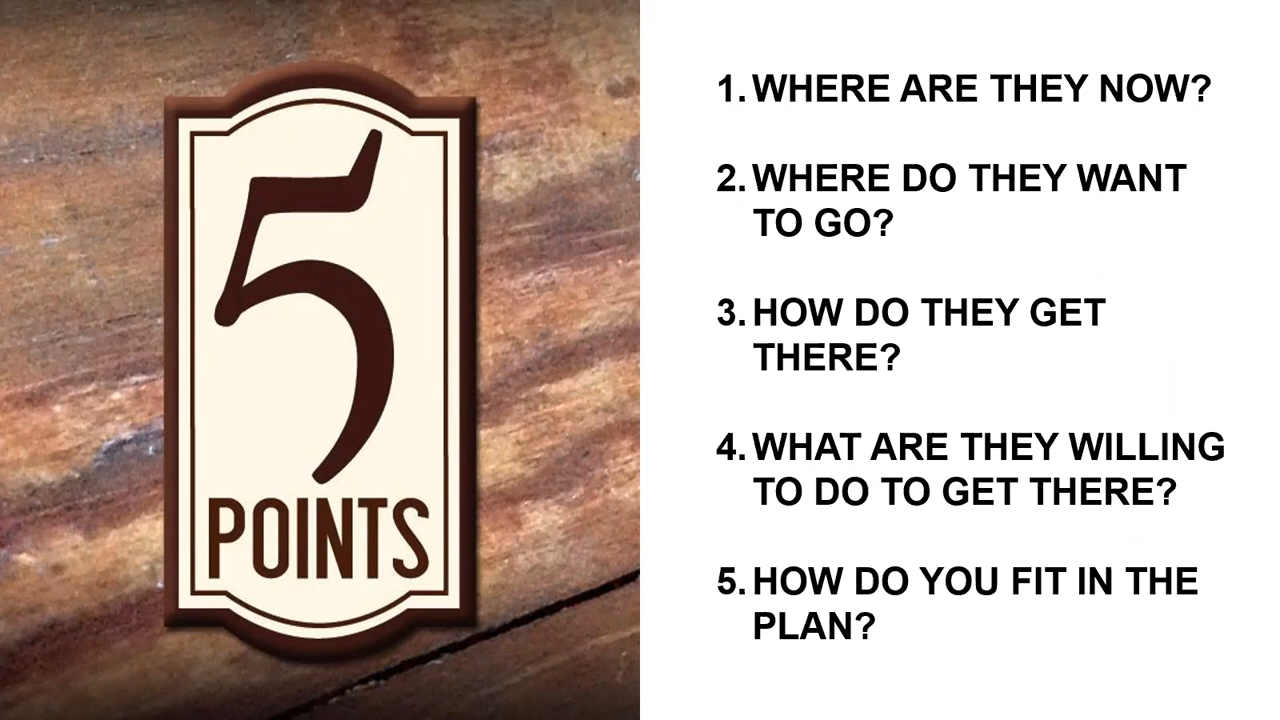 5
POINTS
1. WHERE ARE THEY NOW?
2. WHERE DO THEY WANT
TO GO?
3. HOW DO THEY GET
THERE?
4. WHAT ARE THEY WILLING
TO DO TO GET THERE?
5. HOW DO YOU FIT IN THE
PLAN?